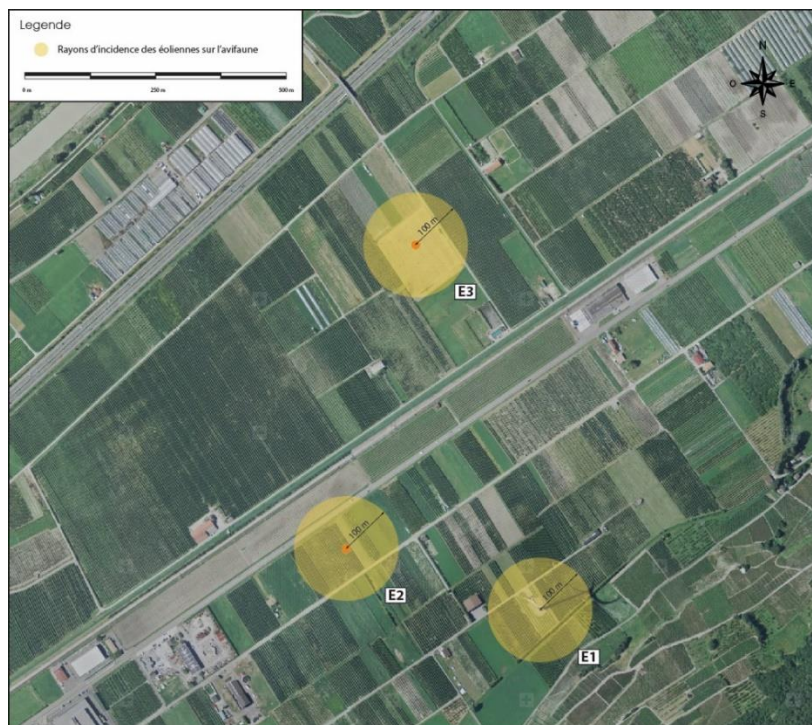 Legende
Rayons d'incidence des éoliennes sur l'avifaune
0 m 250 m 500 m
N
O E
S
100 m
E3
100 m
E2
100 m
E1